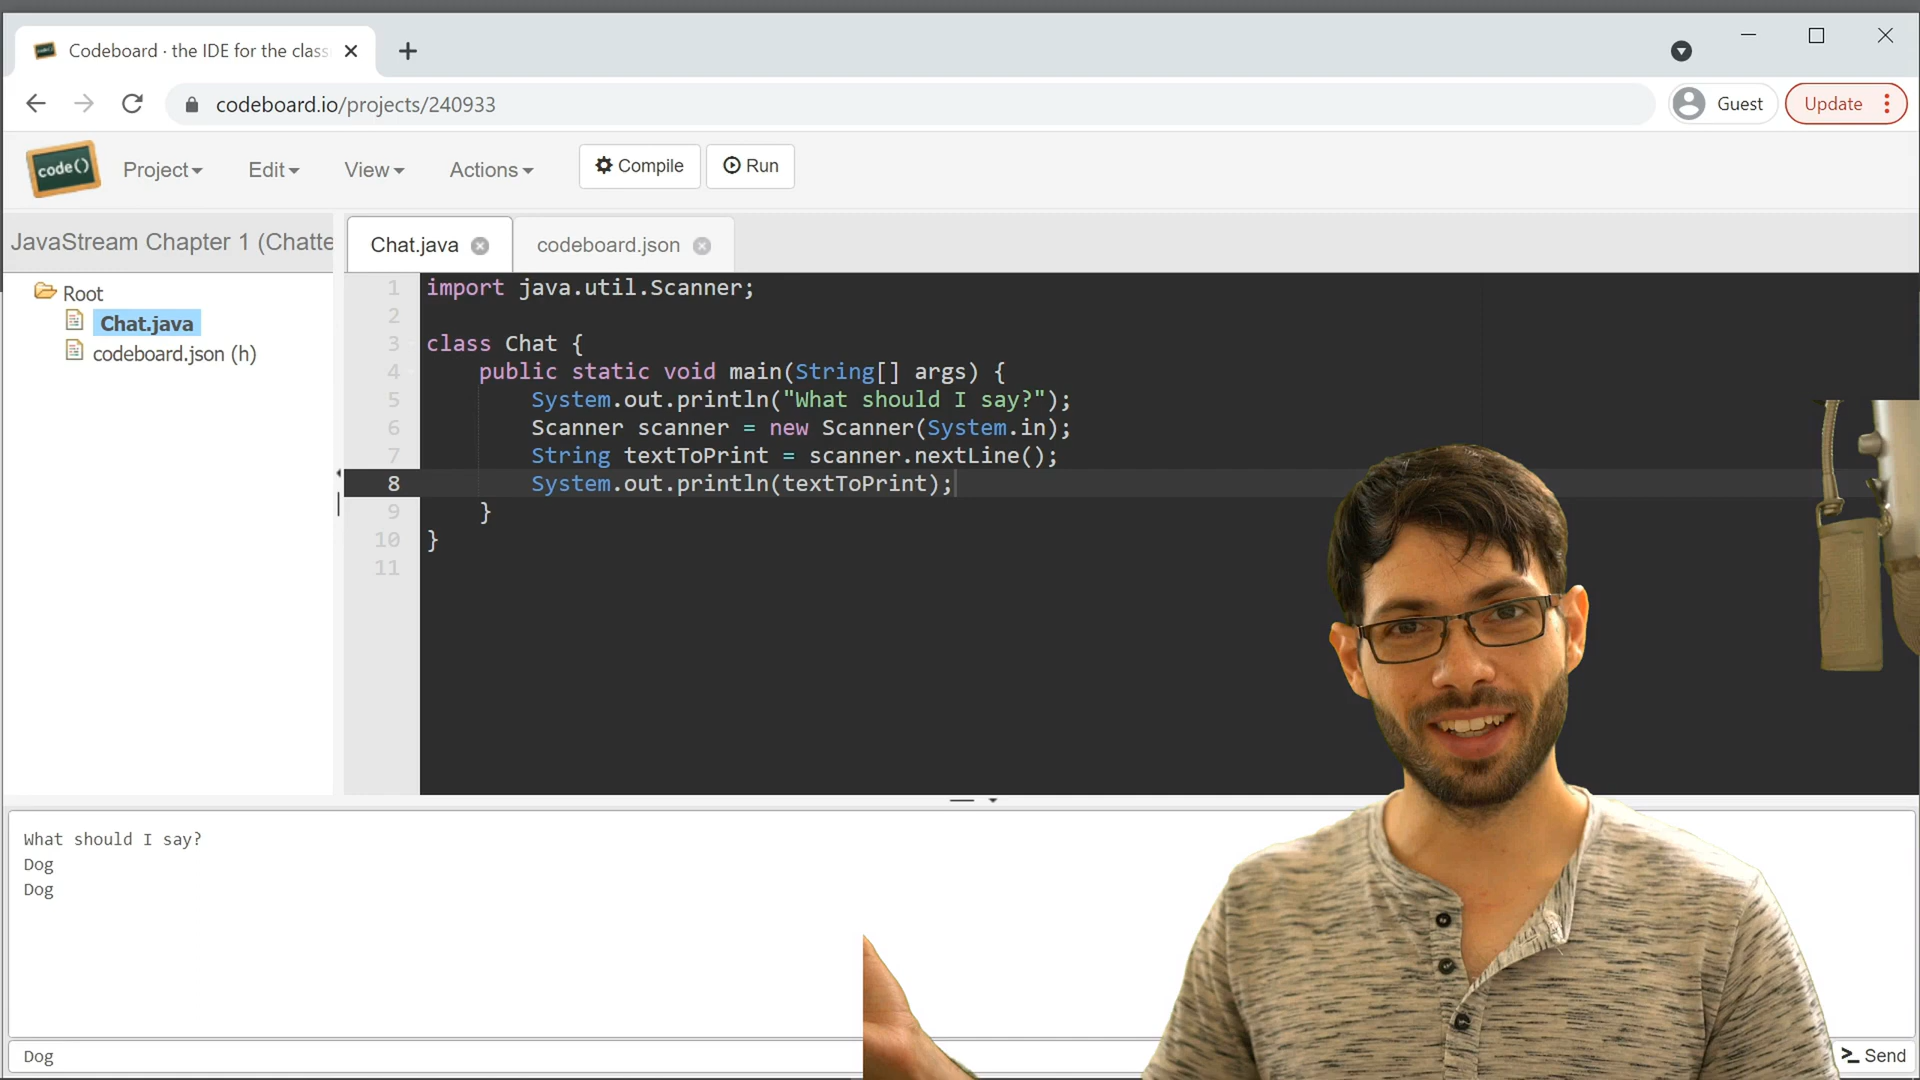 Codeboard · the IDE for the class
codeboard.io/projects/240933
Guest
Update
code()
Project
Edit
View
Actions
Compile
Run
JavaStream Chapter 1 (Chatte
Chat.java
codeboard.json
Root
Chat.java
codeboard.json (h)
1 import java.util.Scanner;
2
3 class Chat {
4 public static void main(String[] args) {
5 System.out.println("What should I say?");
6 Scanner scanner = new Scanner(System.in);
7 String textToPrint = scanner.nextLine();
8 System.out.println(textToPrint);
9 }
10 }
11
What should I say?
Dog
Dog
Dog
Send